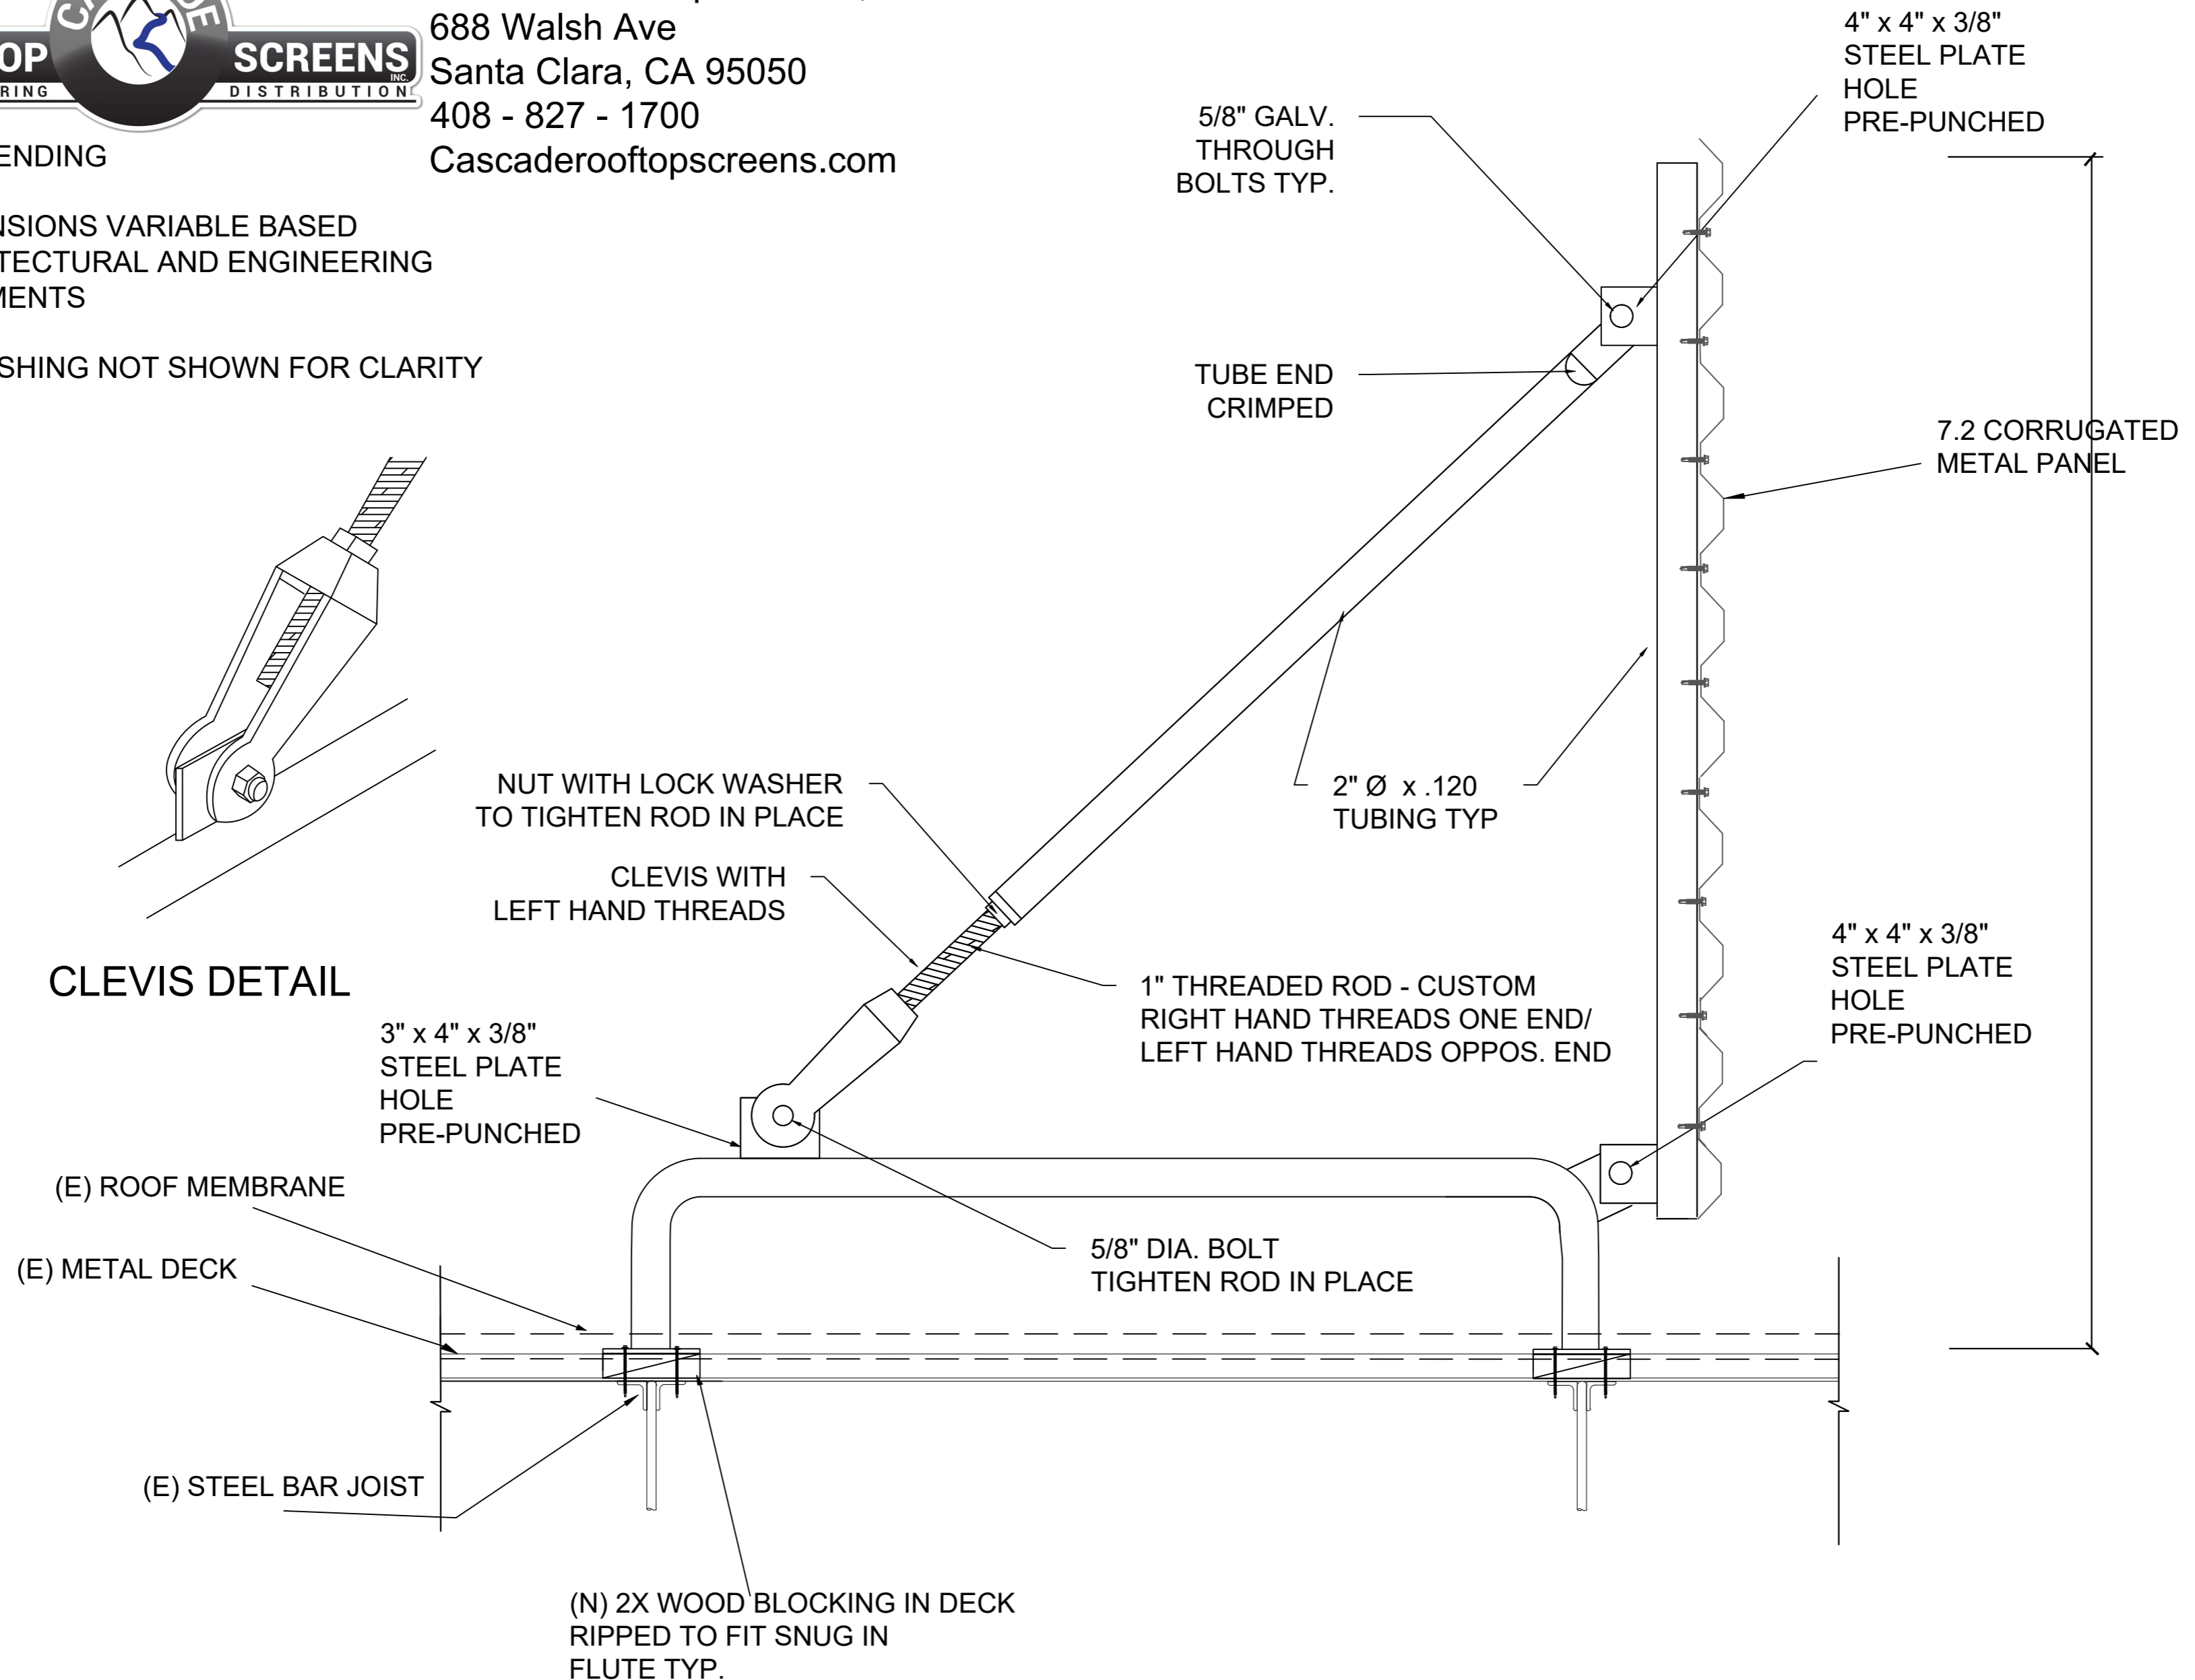 SCREENS
INC.
DISTRIBUTION
688 Walsh Ave
Santa Clara, CA 95050
408 - 827 - 1700
Cascaderooftopscreens.com
VARIABLE BASED
AND ENGINEERING
NOT SHOWN FOR CLARITY
4" x 4" x 3/8"
STEEL PLATE
HOLE
PRE-PUNCHED
5/8" GALV.
THROUGH
BOLTS TYP.
TUBE END
CRIMPED
7.2 CORRUGATED
METAL PANEL
2" Ø x .120
TUBING TYP
NUT WITH LOCK WASHER
TO TIGHTEN ROD IN PLACE
CLEVIS WITH
LEFT HAND THREADS
CLEVIS DETAIL
1" THREADED ROD - CUSTOM
RIGHT HAND THREADS ONE END/
LEFT HAND THREADS OPPOS. END
4" x 4" x 3/8"
STEEL PLATE
HOLE
PRE-PUNCHED
3" x 4" x 3/8"
STEEL PLATE
HOLE
PRE-PUNCHED
(E) ROOF MEMBRANE
(E) METAL DECK
5/8" DIA. BOLT
TIGHTEN ROD IN PLACE
(E) STEEL BAR JOIST
(N) 2X WOOD BLOCKING IN DECK
RIPPED TO FIT SNUG IN
FLUTE TYP.